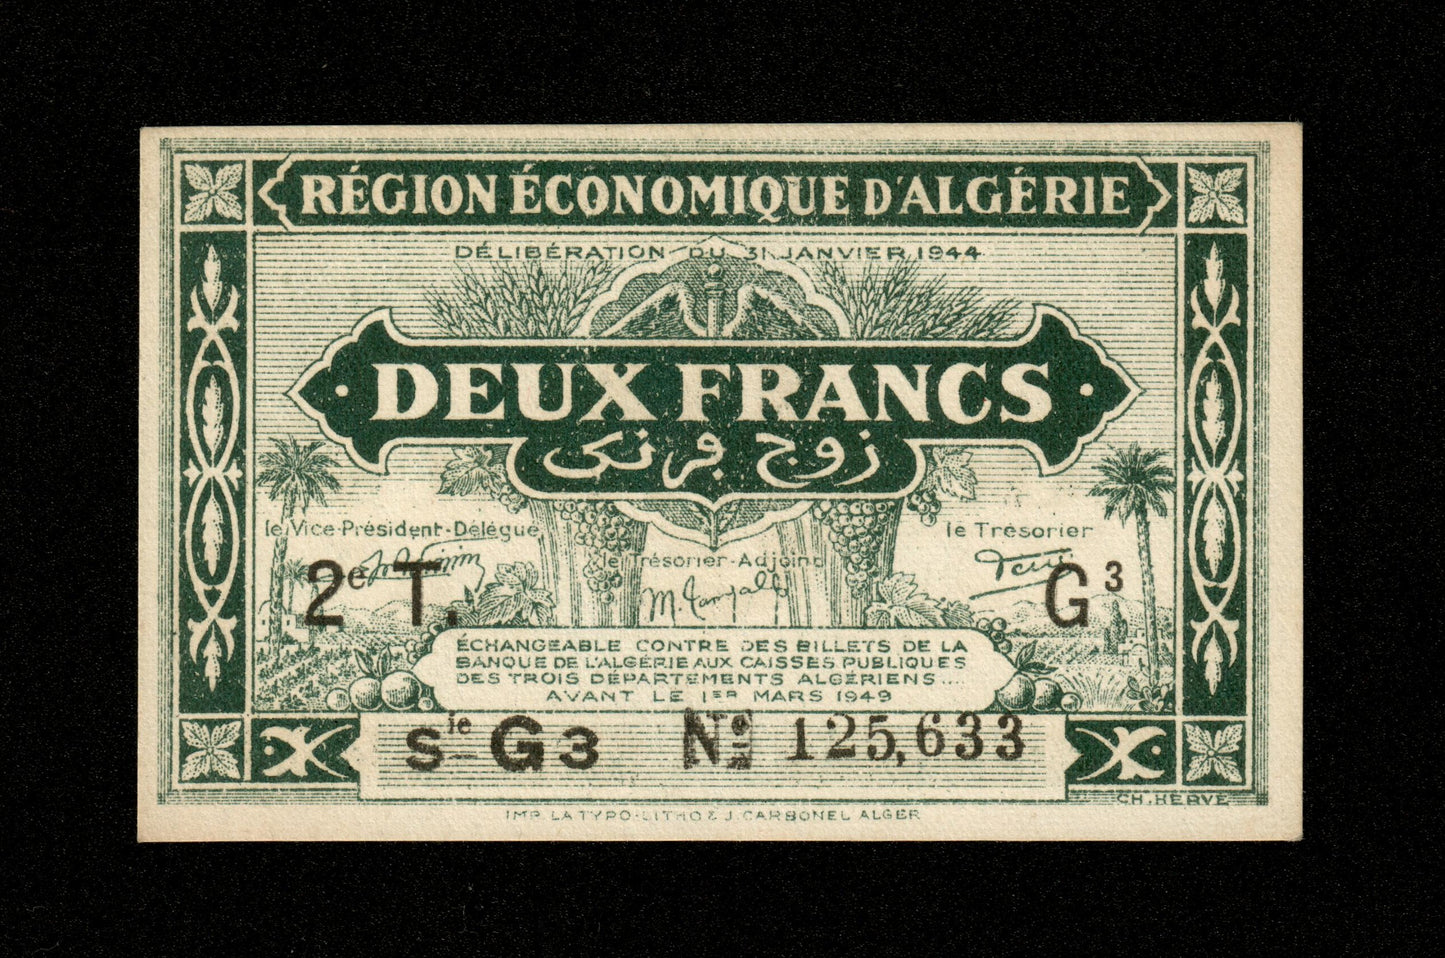 RÉGION ÉCONOMIQUE D'ALGÉRIE
DÉLIBÉRATION DU 31 JANVIER 1944
DEUX FRANCS
زوج فرنك
le Vice-Président-Délégué
le Trésorier-Adjoint
le Trésorier
2e T.
G3
ÉCHANGEABLE CONTRE DES BILLETS DE LA
BANQUE DE L'ALGÉRIE AUX CAISSES PUBLIQUES
DES TROIS DÉPARTEMENTS ALGÉRIENS....
AVANT LE 1ER MARS 1949
Sie G3 No 125,633
CH. HERVÉ
IMP. LA TYPO-LITHO & J. CARBONEL ALGER